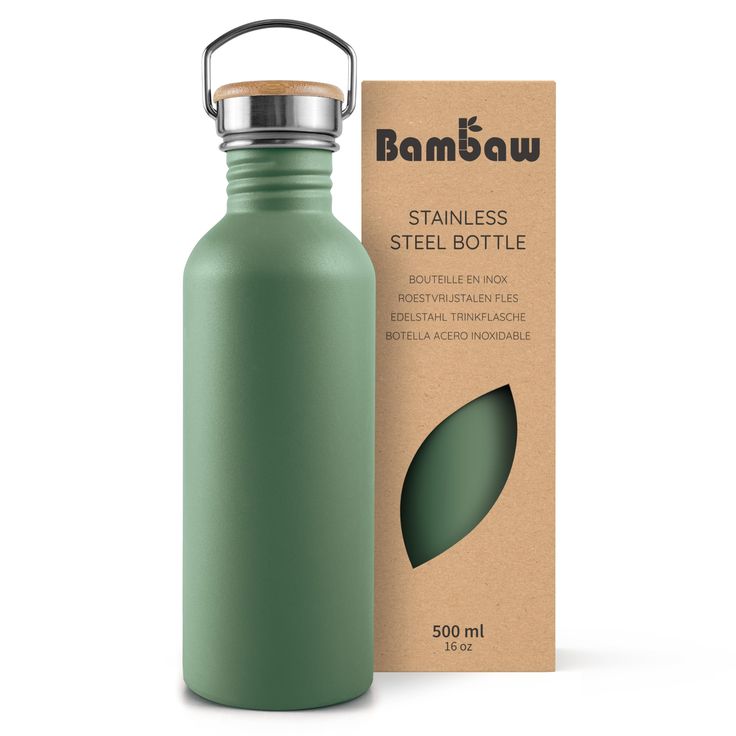 Bambaw
STAINLESS
STEEL BOTTLE
BOUTEILLE EN INOX
ROESTVRIJSTALEN FLES
EDELSTAHL TRINKFLASCHE
BOTELLA ACERO INOXIDABLE
500 ml
16 oz